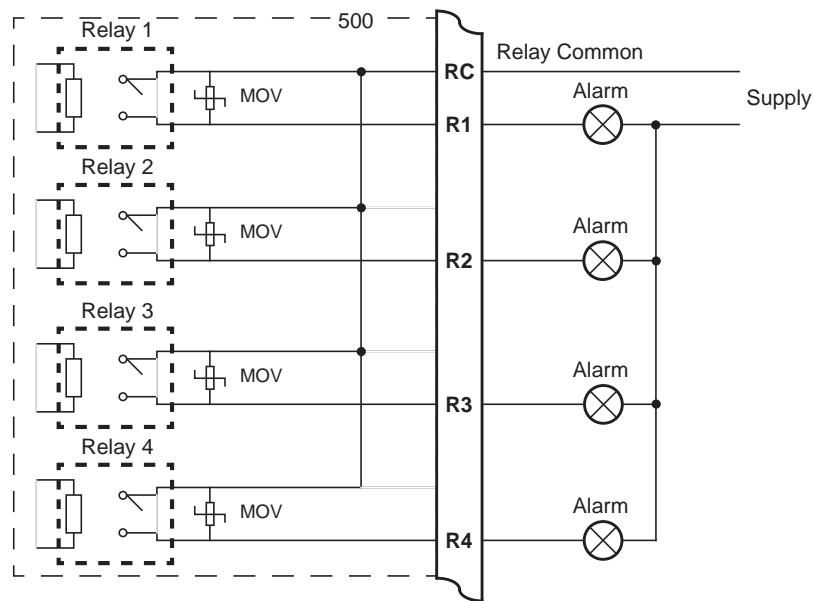 Relay 1
500
RC
Relay Common
MOV
Alarm
Supply
R1
Relay 2
MOV
Alarm
R2
Relay 3
MOV
Alarm
R3
Relay 4
MOV
Alarm
R4